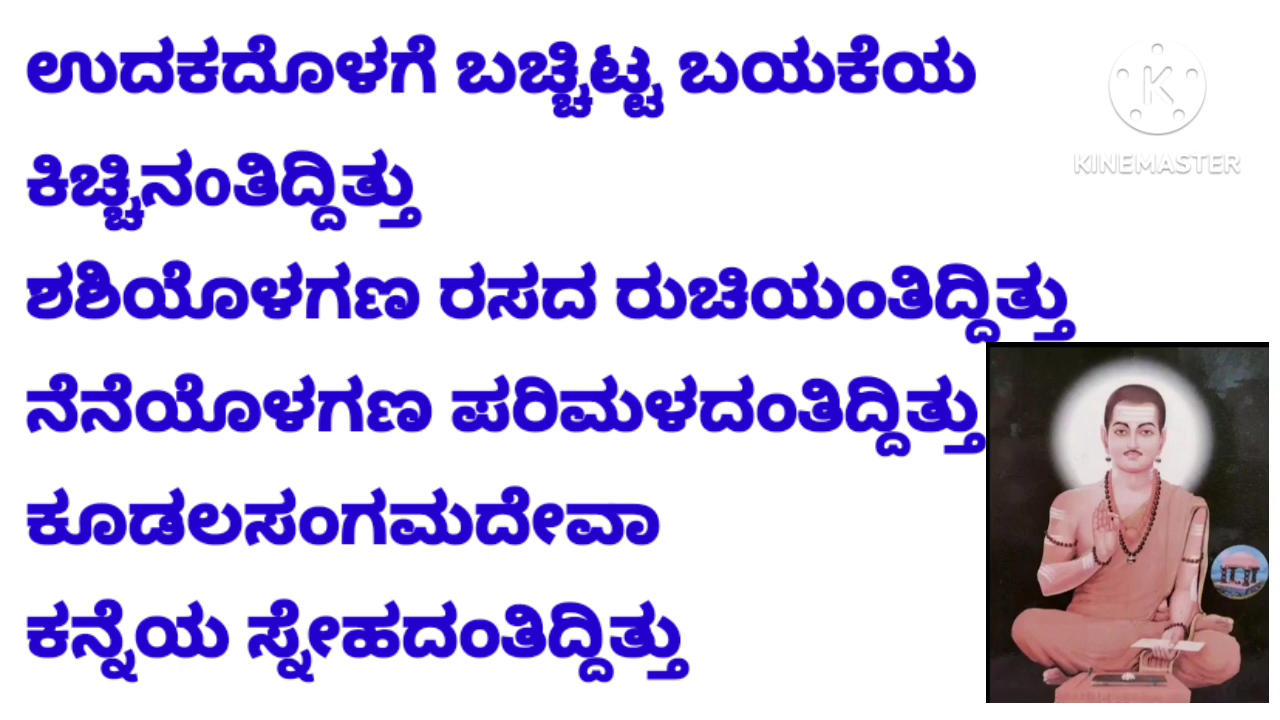 ಉದಕದೊಳಗೆ ಬಚ್ಚಿಟ್ಟ ಬಯಕೆಯ
KINEMASTER
ಕಿಚ್ಚಿನಂತಿದ್ದಿತ್ತು
ಶಶಿಯೊಳಗಣ ರಸದ ರುಚಿಯಂತಿದ್ದಿತ್ತು
ನೆನೆಯೊಳಗಣ ಪರಿಮಳದಂತಿದ್ದಿತ್ತು
ಕೂಡಲಸಂಗಮದೇವಾ
ಕನ್ನೆಯ ಸ್ನೇಹದಂತಿದ್ದಿತ್ತು